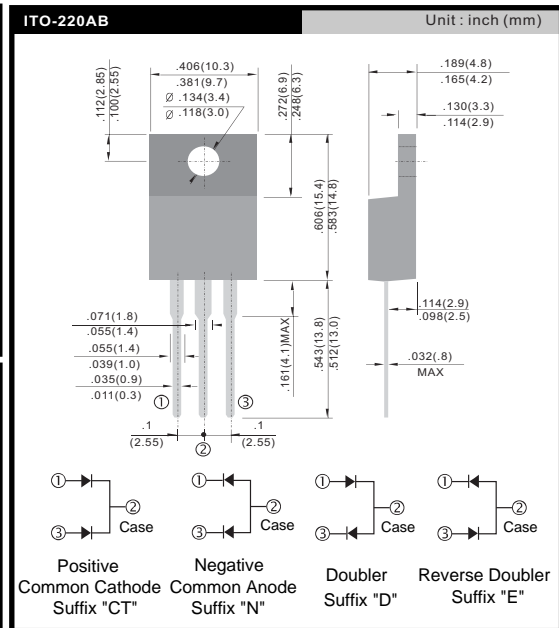 ITO-220AB
Unit : inch (mm)
.406(10.3)
.381(9.7)
Ø .134(3.4)
Ø .118(3.0)
.112(2.85)
.100(2.55)
.272(6.9)
.248(6.3)
.189(4.8)
.165(4.2)
.130(3.3)
.114(2.9)
.606(15.4)
.583(14.8)
.071(1.8)
.055(1.4)
.055(1.4)
.039(1.0)
.035(0.9)
.011(0.3)
.161(4.1)MAX
.543(13.8)
.512(13.0)
.114(2.9)
.098(2.5)
.032(.8)
MAX
① ③
.1
(2.55)
②
.1
(2.55)
① ② ③ Case
① ② ③ Case
① ② ③ Case
① ② ③ Case
Positive
Common Cathode
Suffix "CT"
Negative
Common Anode
Suffix "N"
Doubler
Suffix "D"
Reverse Doubler
Suffix "E"